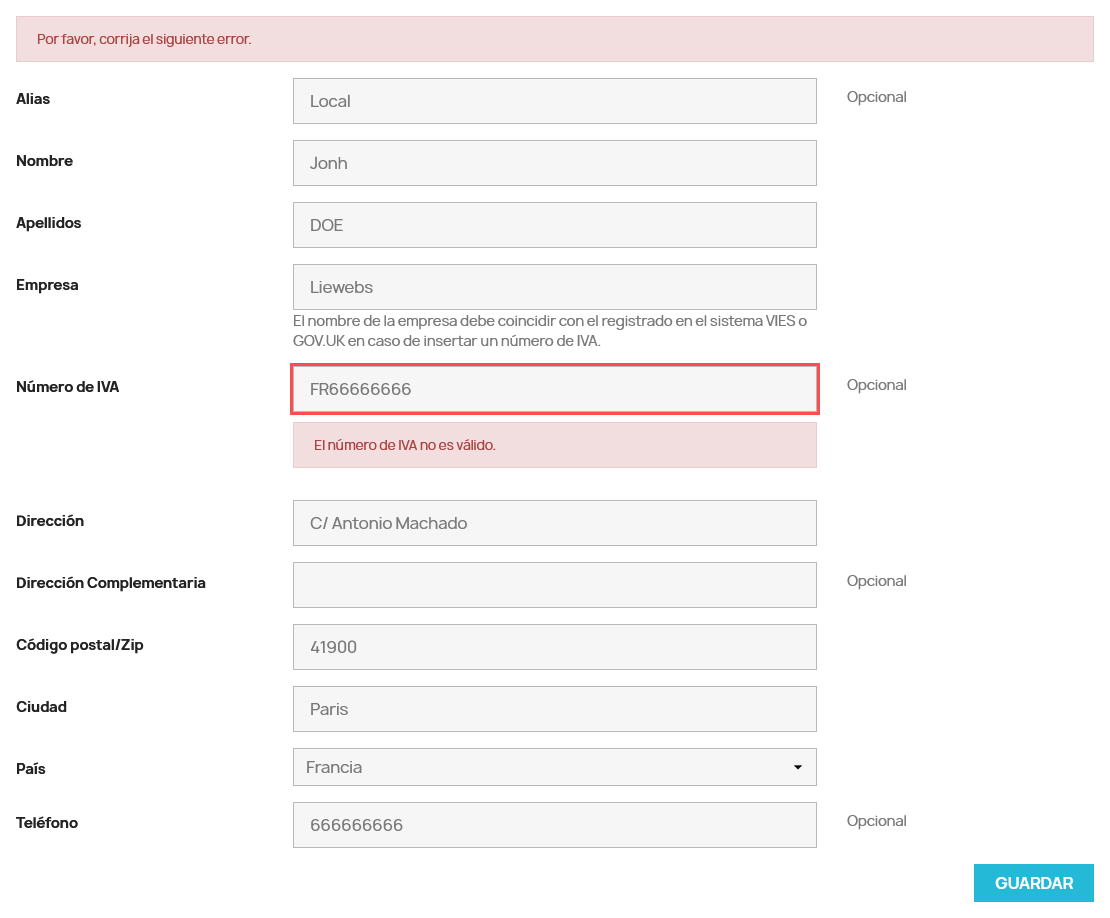 Por favor, corrija el siguiente error.
Alias
Local
Opcional
Nombre
Jonh
Apellidos
DOE
Empresa
Liewebs
El nombre de la empresa debe coincidir con el registrado en el sistema VIES o
GOV.UK en caso de insertar un número de IVA.
Número de IVA
FR66666666
Opcional
El número de IVA no es válido.
Dirección
C/ Antonio Machado
Dirección Complementaria
Opcional
Código postal/Zip
41900
Ciudad
Paris
País
Francia
Teléfono
666666666
Opcional
GUARDAR